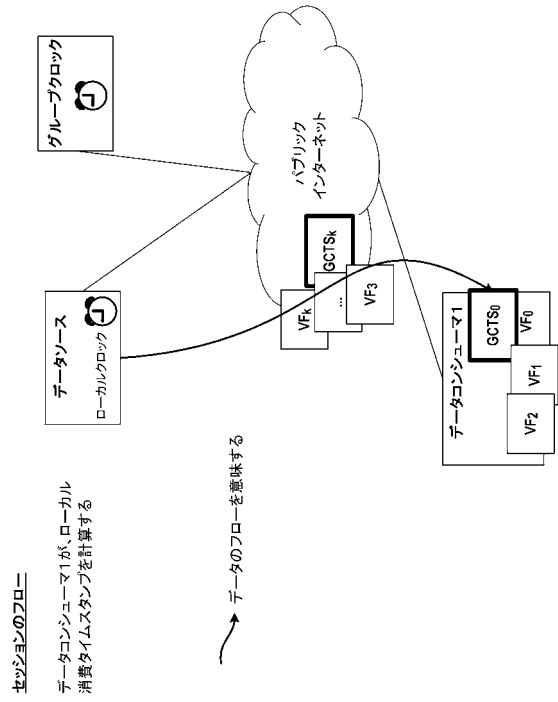 セッションのフロー
データコンシューマ1が、ローカル
消費タイムスタンプを計算する
データのフローを意味する
データソース
ローカルクロック
グループクロック
パブリック
インターネット
VFk
...
VF3
GCTSk
データコンシューマ1
GCTS0
VF0
VF1
VF2